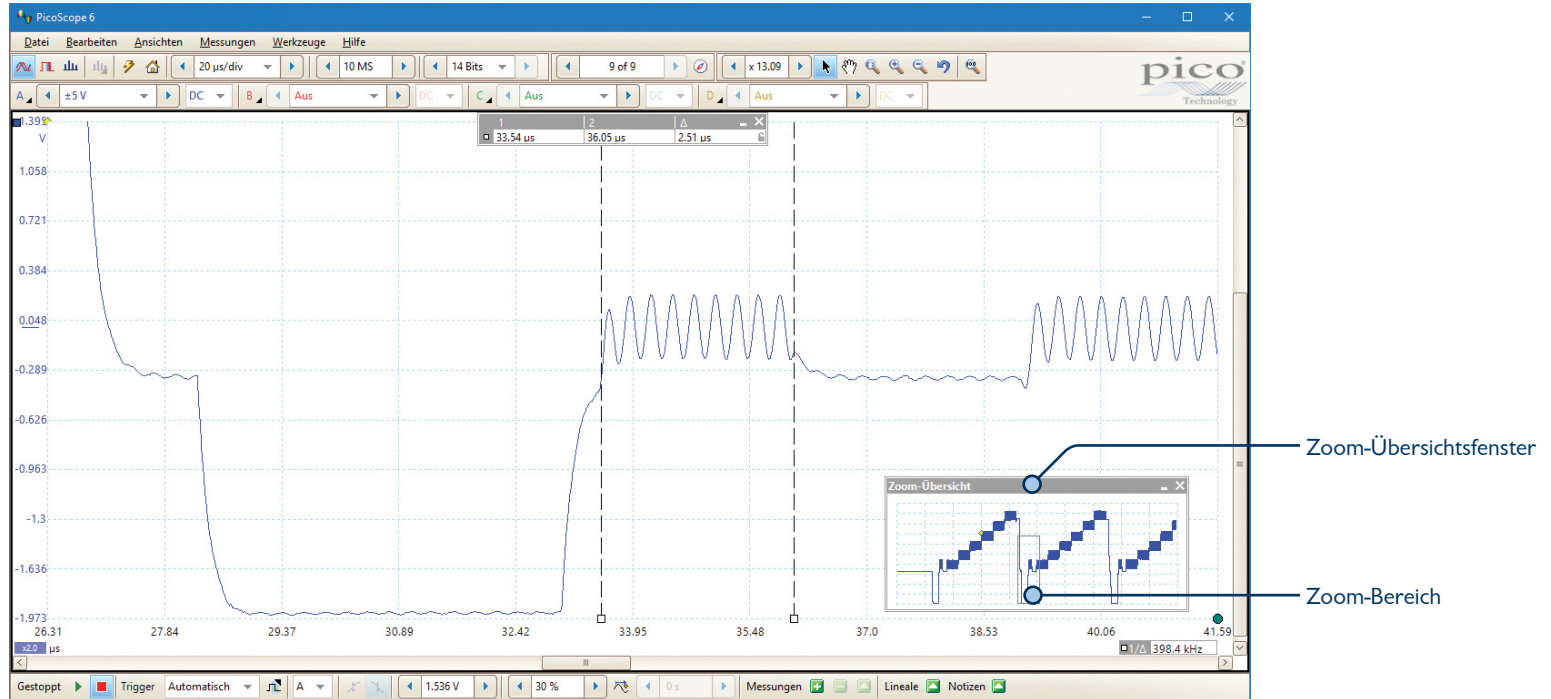 PicoScope 6
Datei Bearbeiten Ansichten Messungen Werkzeuge Hilfe
20 µs/div 10 MS 14 Bits 9 of 9 x 13.09
A ±5 V DC B Aus DC C Aus DC D Aus DC
pico
Technology
1.395
V
1.058
0.721
0.384
0.048
-0.289
-0.626
-0.963
-1.3
-1.636
-1.973
1 2 Δ
33.54 µs 36.05 µs 2.51 µs
Zoom-Übersicht
Zoom-Übersichtsfenster
Zoom-Bereich
26.31 27.84 29.37 30.89 32.42 33.95 35.48 37.0 38.53 40.06 41.59
x2.0 µs
1/Δ 398.4 kHz
Gestoppt Trigger Automatisch A 1.536 V 30 % 0 s Messungen Lineale Notizen